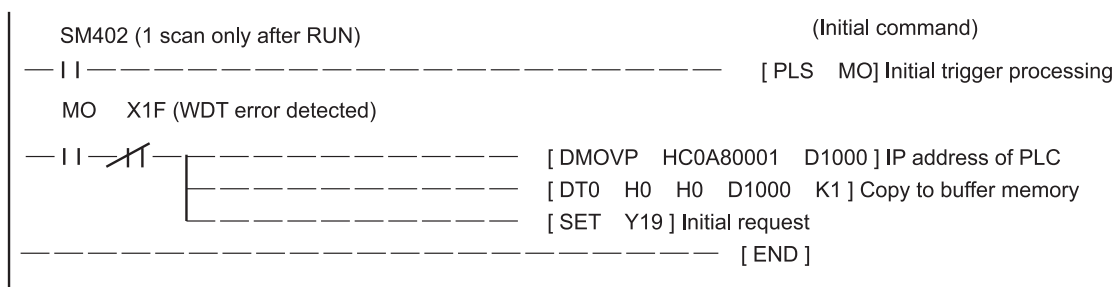 SM402 (1 scan only after RUN)
(Initial command)
[ PLS MO] Initial trigger processing
MO X1F (WDT error detected)
[ DMOVP HC0A80001 D1000 ] IP address of PLC
[ DT0 H0 H0 D1000 K1 ] Copy to buffer memory
[ SET Y19 ] Initial request
[ END ]